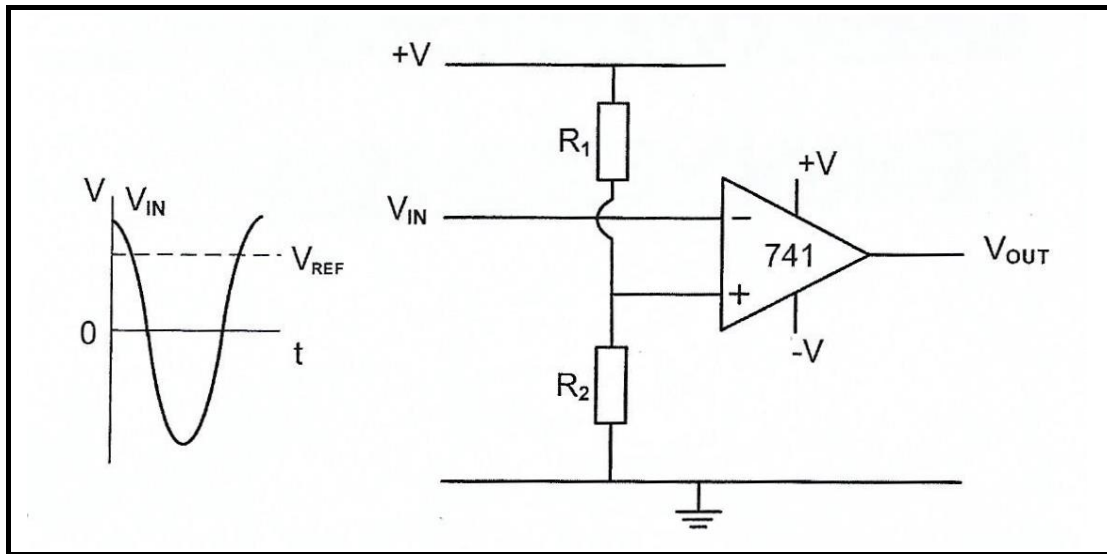 V
V_IN
V_REF
0
t
+V
R₁
V_IN
−
+
741
+V
-V
V_OUT
R₂